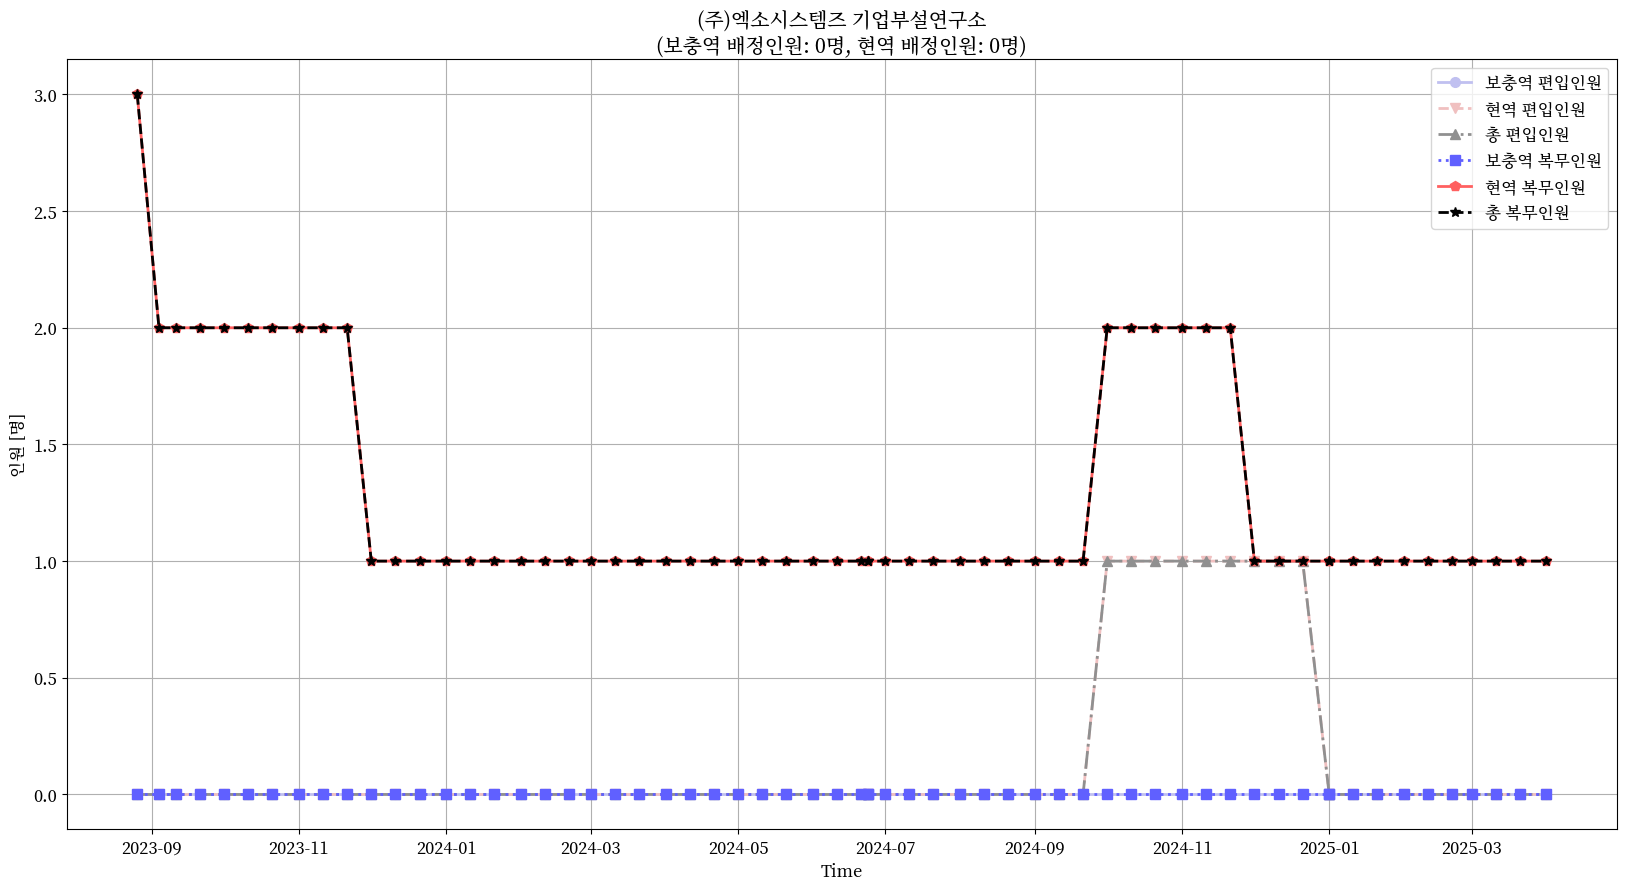 (주)엑소시스템즈 기업부설연구소
(보충역 배정인원: 0명, 현역 배정인원: 0명)
보충역 편입인원
현역 편입인원
총 편입인원
보충역 복무인원
현역 복무인원
총 복무인원
인원 [명]
3.0
2.5
2.0
1.5
1.0
0.5
0.0
2023-09 2023-11 2024-01 2024-03 2024-05 2024-07 2024-09 2024-11 2025-01 2025-03
Time